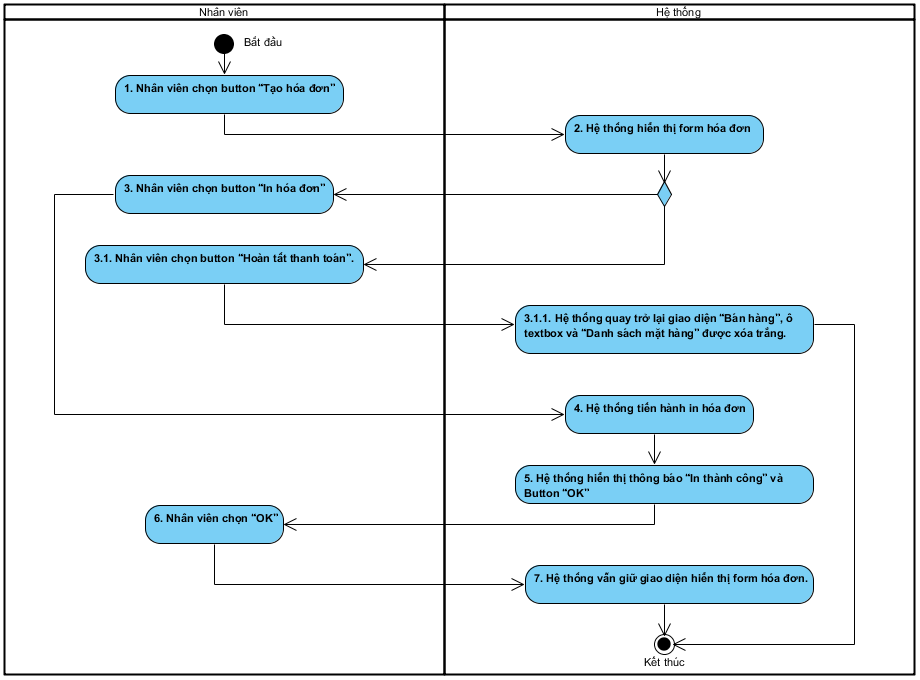 Nhân viên
Hệ thống
Bắt đầu
1. Nhân viên chọn button “Tạo hóa đơn”
2. Hệ thống hiển thị form hóa đơn
3. Nhân viên chọn button “In hóa đơn”
3.1. Nhân viên chọn button “Hoàn tất thanh toàn”.
3.1.1. Hệ thống quay trở lại giao diện “Bán hàng”, ô
textbox và “Danh sách mặt hàng” được xóa trắng.
4. Hệ thống tiến hành in hóa đơn
5. Hệ thống hiển thị thông báo “In thành công” và
Button “OK”
6. Nhân viên chọn “OK”
7. Hệ thống vẫn giữ giao diện hiển thị form hóa đơn.
Kết thúc